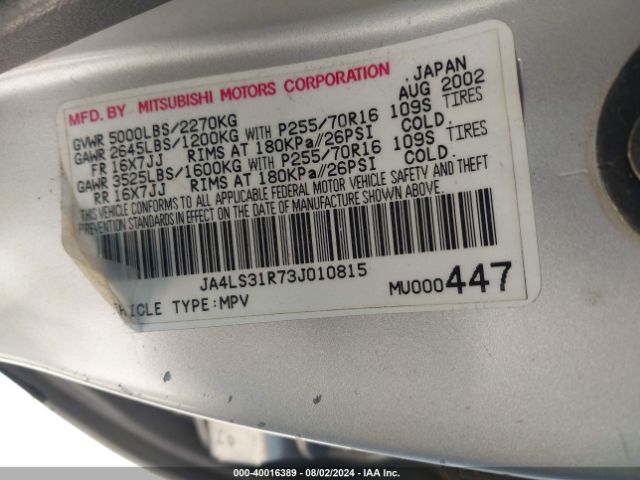 MFD. BY MITSUBISHI MOTORS CORPORATION JAPAN
AUG 2002
GVWR 5000LBS/2270KG
GAWR 2645LBS/1200KG WITH P255/70R16 109S TIRES
FR 16X7JJ RIMS AT 180KPa//26PSI COLD.
GAWR 3525LBS/1600KG WITH P255/70R16 109S TIRES
RR 16X7JJ RIMS AT 180KPa//26PSI COLD.
THIS VEHICLE CONFORMS TO ALL APPLICABLE FEDERAL MOTOR VEHICLE SAFETY AND THEFT
PREVENTION STANDARDS IN EFFECT ON THE DATE OF MANUFACTURE SHOWN ABOVE.
JA4LS31R73J010815
TYPE:MPV MU000447
000-40016389 - 08/02/2024 - IAA Inc.